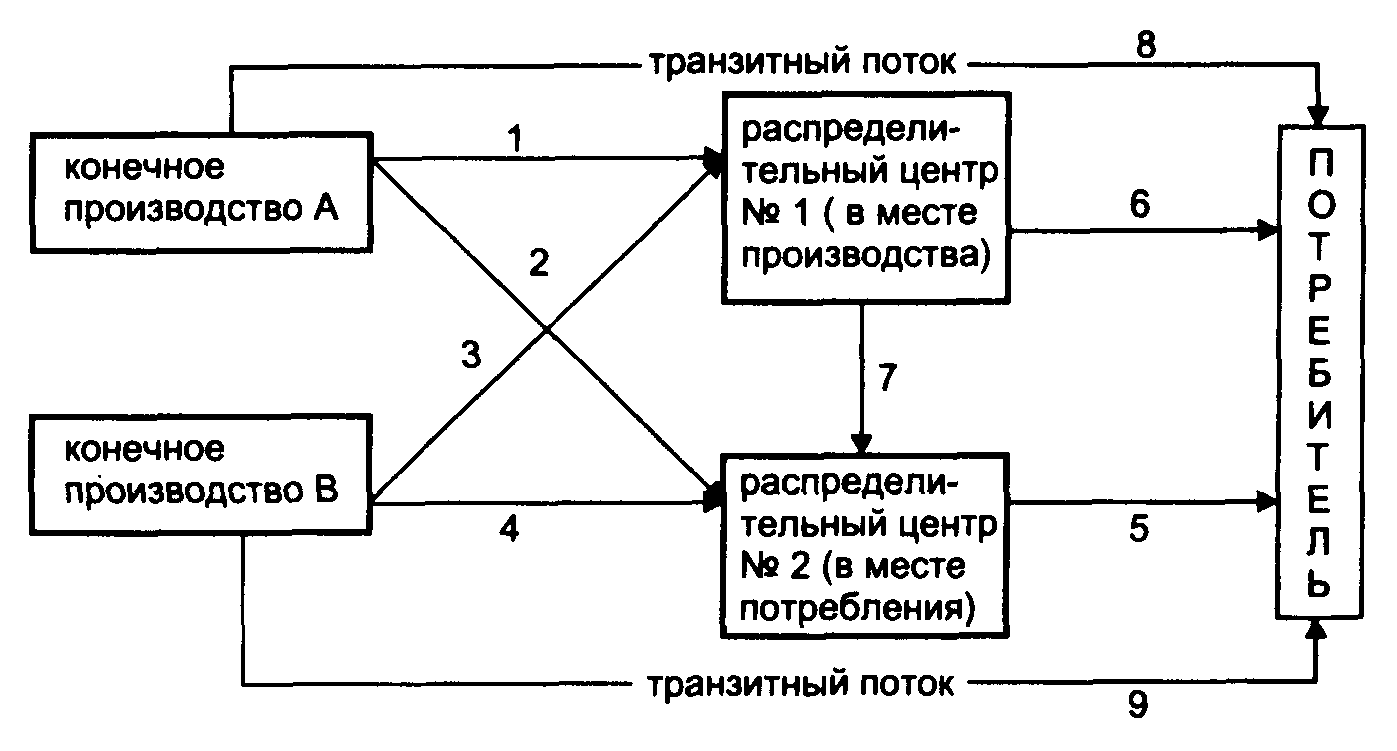 8
транзитный поток
1
конечное
производство А
распредели-
тельный центр
№ 1 ( в месте
производства)
6
2
3
7
конечное
производство В
4
распредели-
тельный центр
№ 2 (в месте
потребления)
5
ПОТРЕБИТЕЛЬ
транзитный поток
9